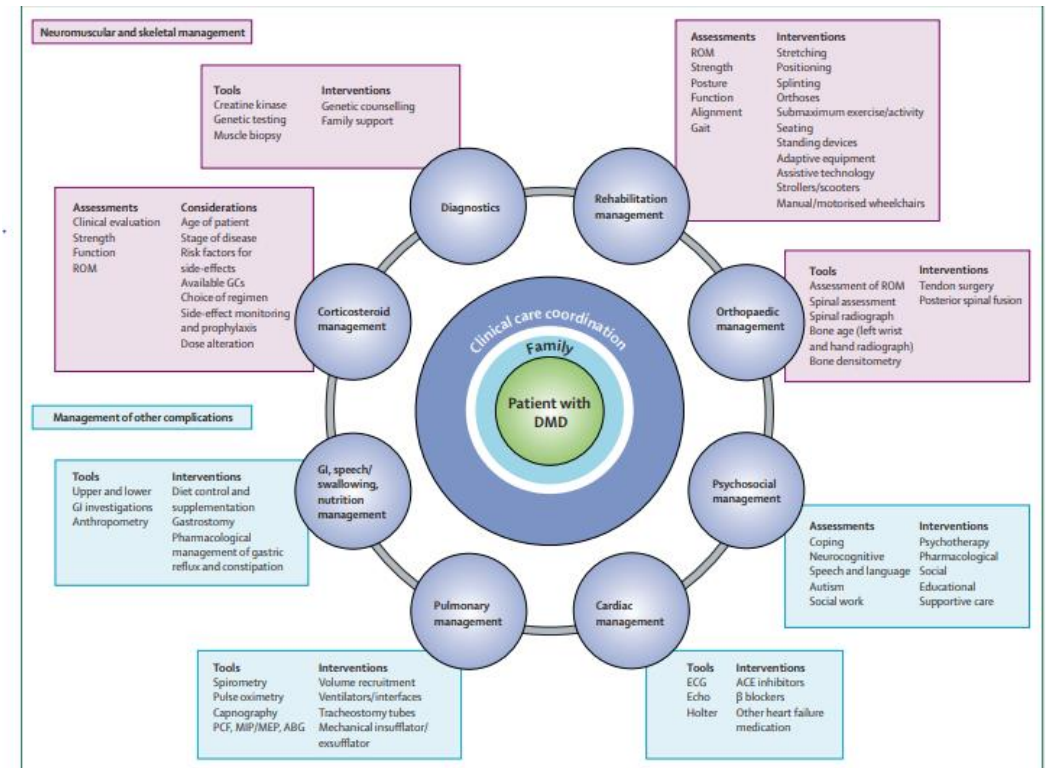 Neuromuscular and skeletal management
Tools
Creatine kinase
Genetic testing
Muscle biopsy
Interventions
Genetic counselling
Family support
Diagnostics
Assessments
ROM
Strength
Posture
Function
Alignment
Gait
Interventions
Stretching
Positioning
Splinting
Orthoses
Submaximum exercise/activity
Seating
Standing devices
Adaptive equipment
Assistive technology
Strollers/scooters
Manual/motorised wheelchairs
Rehabilitation
management
Assessments
Clinical evaluation
Strength
Function
ROM
Considerations
Age of patient
Stage of disease
Risk factors for
side-effects
Available GCs
Choice of regimen
Side-effect monitoring
and prophylaxis
Dose alteration
Corticosteroid
management
Tools
Assessment of ROM
Spinal assessment
Spinal radiograph
Bone age (left wrist
and hand radiograph)
Bone densitometry
Interventions
Tendon surgery
Posterior spinal fusion
Orthopaedic
management
Clinical care coordination
Family
Patient with
DMD
Management of other complications
Tools
Upper and lower
GI investigations
Anthropometry
Interventions
Diet control and
supplementation
Gastrostomy
Pharmacological
management of gastric
reflux and constipation
GI, speech/
swallowing,
nutrition
management
Psychosocial
management
Assessments
Coping
Neurocognitive
Speech and language
Autism
Social work
Interventions
Psychotherapy
Pharmacological
Social
Educational
Supportive care
Pulmonary
management
Tools
Spirometry
Pulse oximetry
Capnography
PCF, MIP/MEP, ABG
Interventions
Volume recruitment
Ventilators/interfaces
Tracheostomy tubes
Mechanical insufflator/
exsufflator
Cardiac
management
Tools
ECG
Echo
Holter
Interventions
ACE inhibitors
β blockers
Other heart failure
medication